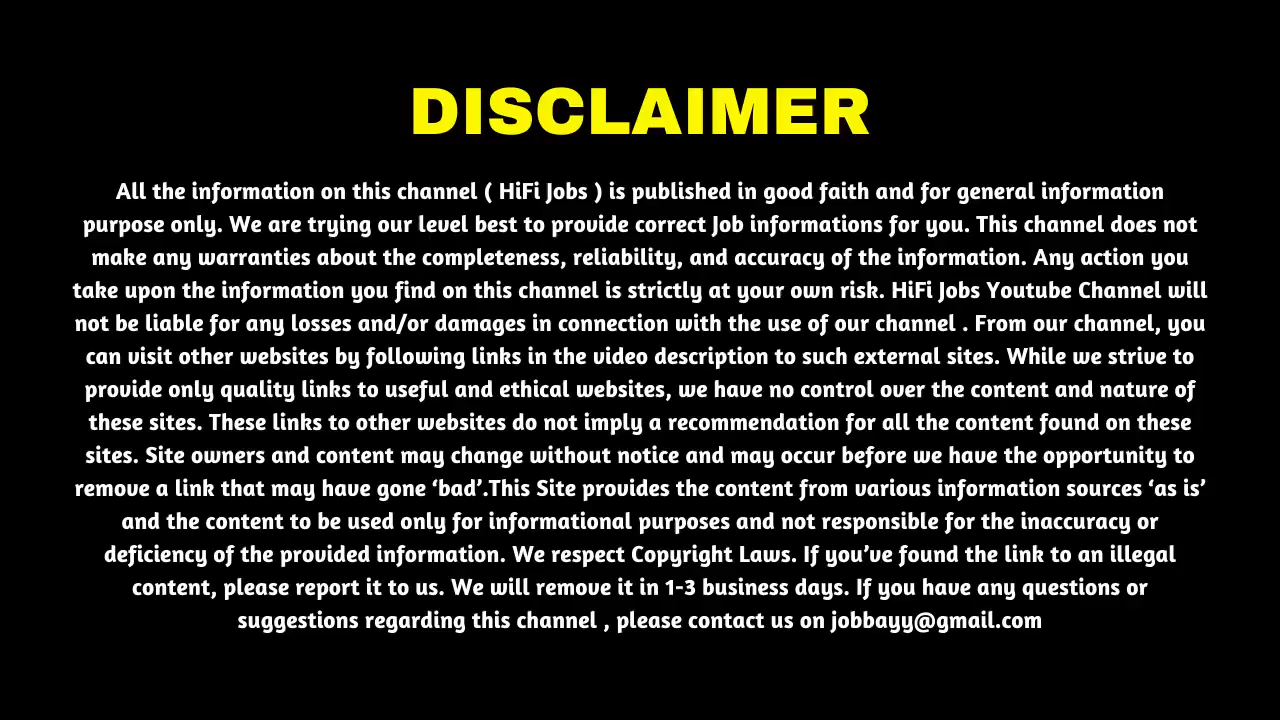 DISCLAIMER
All the information on this channel ( HiFi Jobs ) is published in good faith and for general information
purpose only. We are trying our level best to provide correct Job informations for you. This channel does not
make any warranties about the completeness, reliability, and accuracy of the information. Any action you
take upon the information you find on this channel is strictly at your own risk. HiFi Jobs Youtube Channel will
not be liable for any losses and/or damages in connection with the use of our channel . From our channel, you
can visit other websites by following links in the video description to such external sites. While we strive to
provide only quality links to useful and ethical websites, we have no control over the content and nature of
these sites. These links to other websites do not imply a recommendation for all the content found on these
sites. Site owners and content may change without notice and may occur before we have the opportunity to
remove a link that may have gone ‘bad’.This Site provides the content from various information sources ‘as is’
and the content to be used only for informational purposes and not responsible for the inaccuracy or
deficiency of the provided information. We respect Copyright Laws. If you’ve found the link to an illegal
content, please report it to us. We will remove it in 1-3 business days. If you have any questions or
suggestions regarding this channel , please contact us on jobbayy@gmail.com